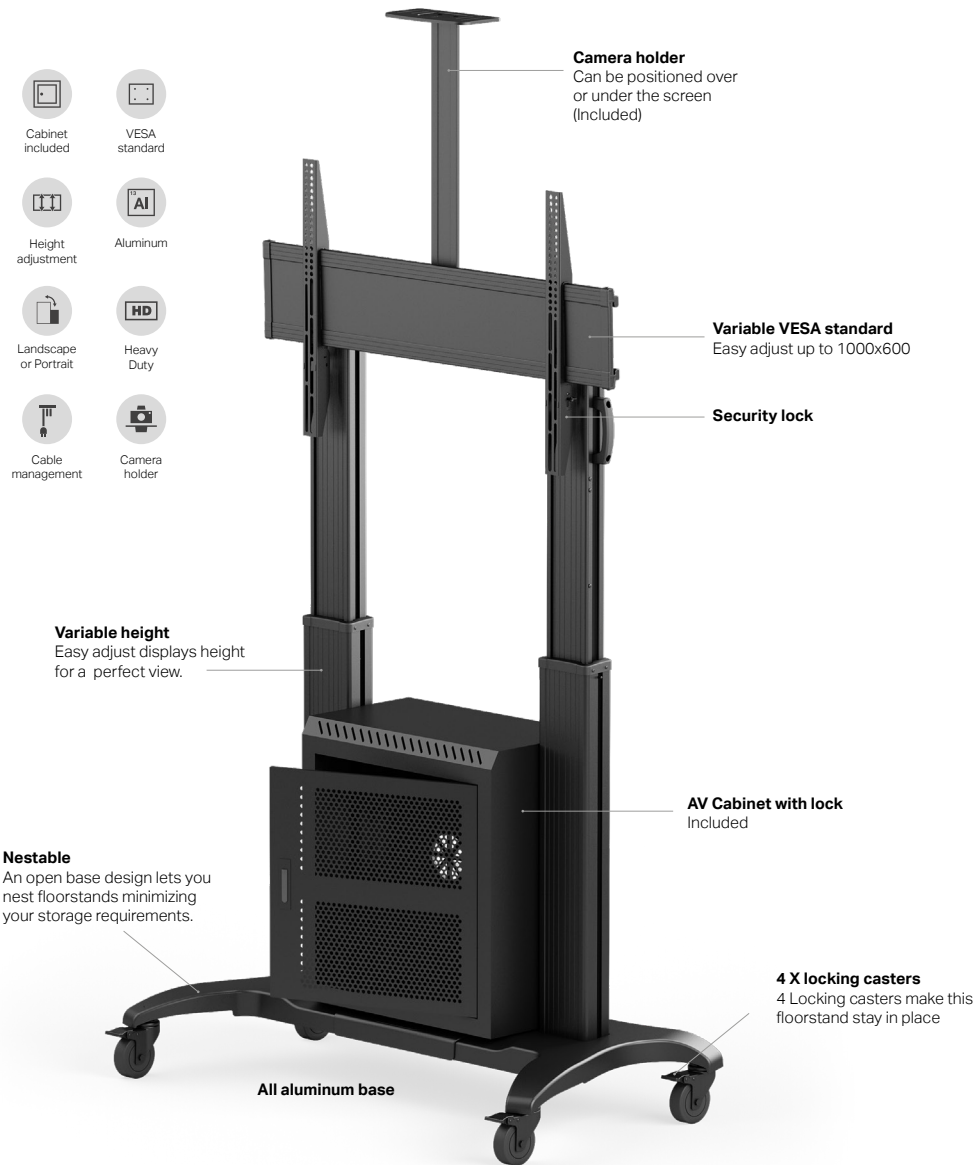 Camera holder
Can be positioned over
or under the screen
(Included)
Cabinet
included
VESA
standard
Height
adjustment
13
Al
Aluminum
Landscape
or Portrait
HD
Heavy
Duty
Cable
management
Camera
holder
Variable VESA standard
Easy adjust up to 1000x600
Security lock
Variable height
Easy adjust displays height
for a perfect view.
AV Cabinet with lock
Included
Nestable
An open base design lets you
nest floorstands minimizing
your storage requirements.
4 X locking casters
4 Locking casters make this
floorstand stay in place
All aluminum base